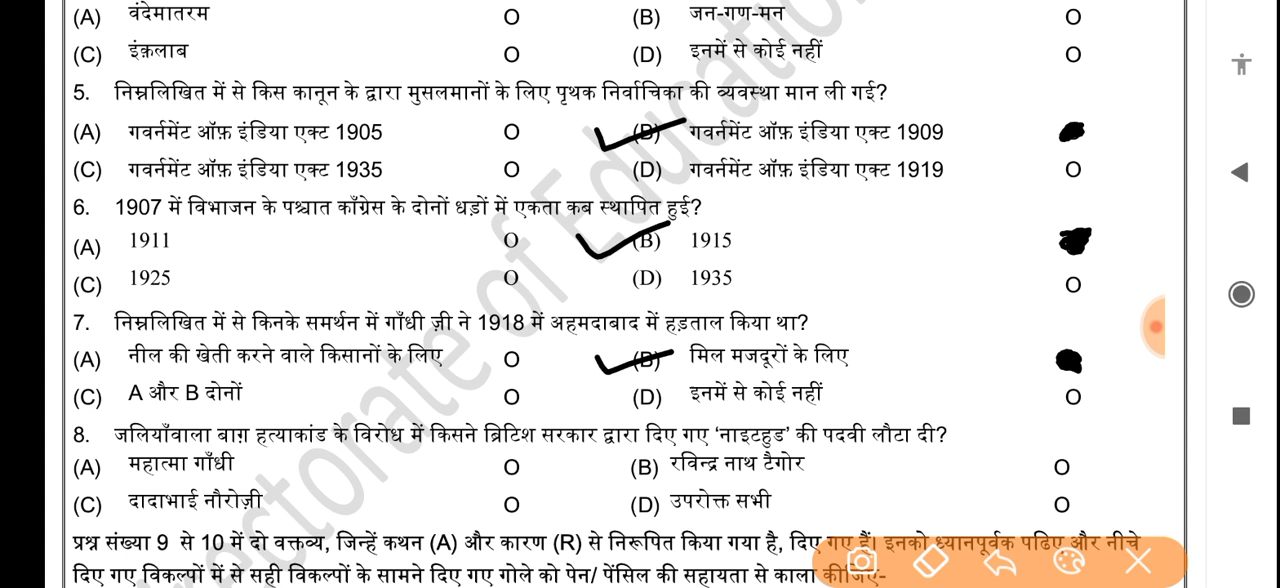 (A) वंदेमातरम O (B) जन-गण-मन O
(C) इंक़लाब O (D) इनमें से कोई नहीं O
5. निम्नलिखित में से किस कानून के द्वारा मुसलमानों के लिए पृथक निर्वाचिका की व्यवस्था मान ली गई?
(A) गवर्नमेंट ऑफ़ इंडिया एक्ट 1905 O (B) गवर्नमेंट ऑफ़ इंडिया एक्ट 1909
(C) गवर्नमेंट ऑफ़ इंडिया एक्ट 1935 O (D) गवर्नमेंट ऑफ़ इंडिया एक्ट 1919 O
6. 1907 में विभाजन के पश्चात काँग्रेस के दोनों धड़ों में एकता कब स्थापित हुई?
(A) 1911 O (B) 1915
(C) 1925 O (D) 1935 O
7. निम्नलिखित में से किनके समर्थन में गाँधी ज़ी ने 1918 में अहमदाबाद में हड़ताल किया था?
(A) नील की खेती करने वाले किसानों के लिए O (B) मिल मजदूरों के लिए
(C) A और B दोनों O (D) इनमें से कोई नहीं O
8. जलियाँवाला बाग़ हत्याकांड के विरोध में किसने ब्रिटिश सरकार द्वारा दिए गए ‘नाइटहुड’ की पदवी लौटा दी?
(A) महात्मा गाँधी O (B) रविन्द्र नाथ टैगोर O
(C) दादाभाई नौरोज़ी O (D) उपरोक्त सभी O
प्रश्न संख्या 9 से 10 में दो वक्तव्य, जिन्हें कथन (A) और कारण (R) से निरूपित किया गया है, दिए गए हैं। इनको ध्यानपूर्वक पढिए और नीचे
दिए गए विकल्पों में से सही विकल्पों के सामने दिए गए गोले को पेन/ पेंसिल की सहायता से काला कीजिए-
Directorate of Education